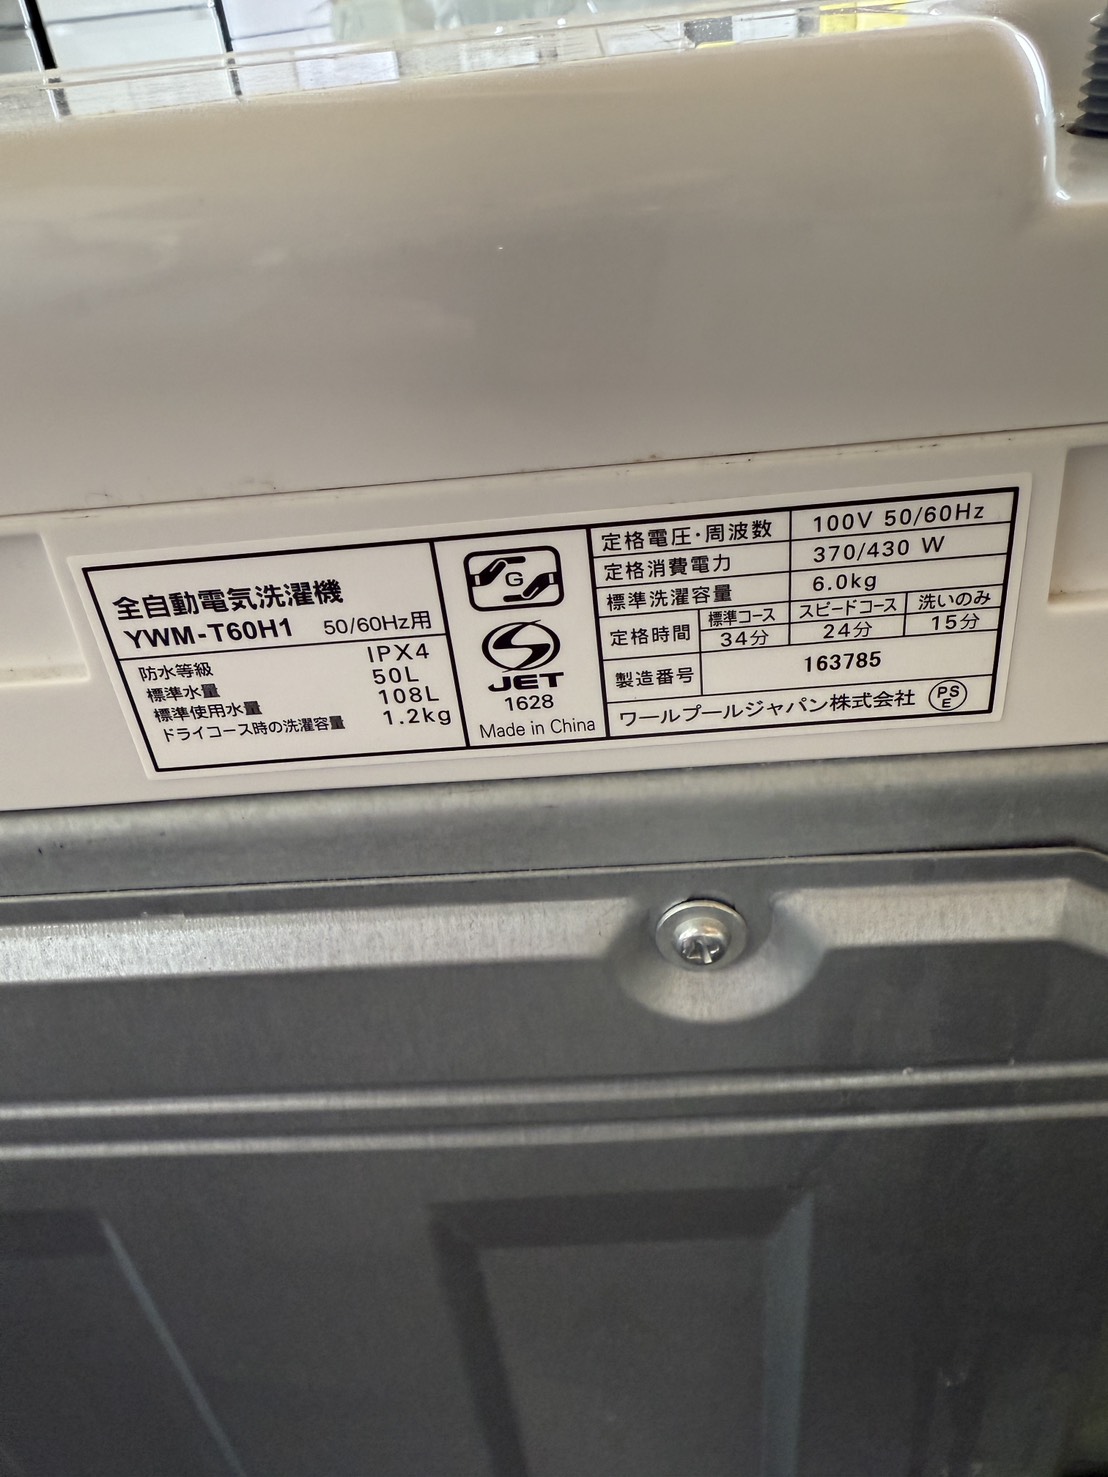 全自動電気洗濯機
YWM-T60H1 50/60Hz用
防水等級 IPX4
標準水量 50L
標準使用水量 108L
ドライコース時の洗濯容量 1.2kg
G
JET
1628
Made in China
定格電圧・周波数 100V 50/60Hz
定格消費電力 370/430 W
標準洗濯容量 6.0kg
定格時間 標準コース スピードコース 洗いのみ
34分 24分 15分
製造番号 163785
ワールプールジャパン株式会社 PS
E